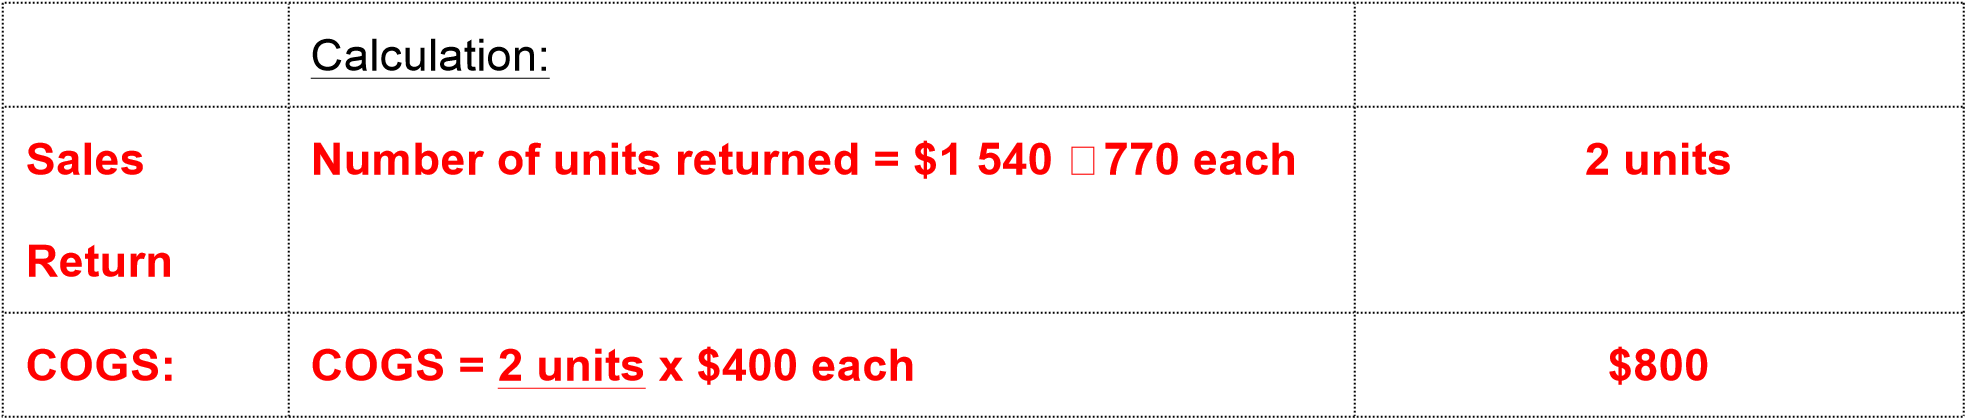 Calculation:
Sales Number of units returned = $1 540 □770 each 2 units
Return
COGS: COGS = 2 units x $400 each $800